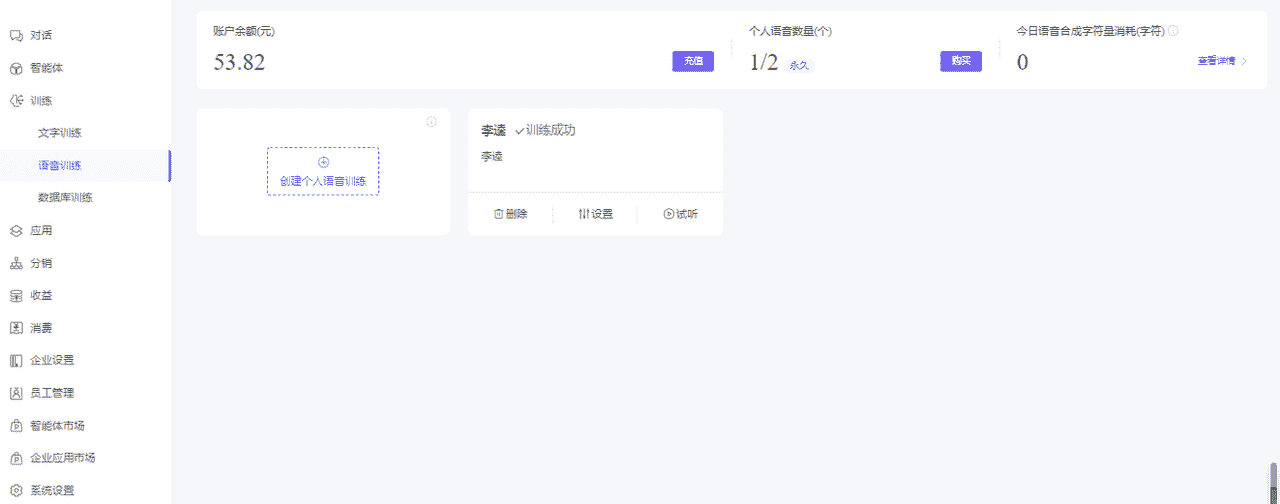 对话
智能体
训练
文字训练
语音训练
数据库训练
应用
分销
收益
消费
企业设置
员工管理
智能体市场
企业应用市场
系统设置
账户余额(元)
53.82
充值
个人语音数量(个)
1/2 永久
购买
今日语音合成字符量消耗(字符)
0
查看详情
创建个人语音训练
李逵 训练成功
李逵
删除 设置 试听